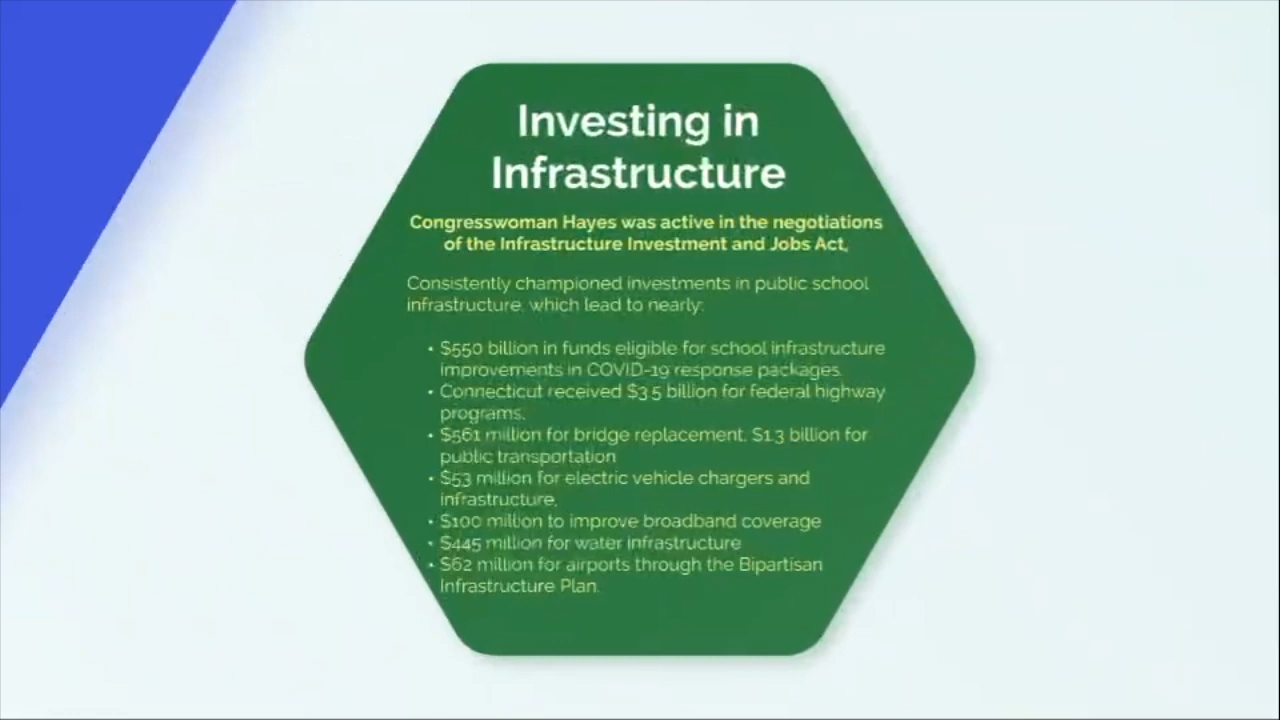 Investing in
Infrastructure
Congresswoman Hayes was active in the negotiations
of the Infrastructure Investment and Jobs Act,
Consistently championed investments in public school
infrastructure, which lead to nearly:
• $550 billion in funds eligible for school infrastructure
improvements in COVID-19 response packages.
• Connecticut received $3.5 billion for federal highway
programs,
• $561 million for bridge replacement, $1.3 billion for
public transportation
• $53 million for electric vehicle chargers and
infrastructure,
• $100 million to improve broadband coverage
• $445 million for water infrastructure
• $62 million for airports through the Bipartisan
Infrastructure Plan.